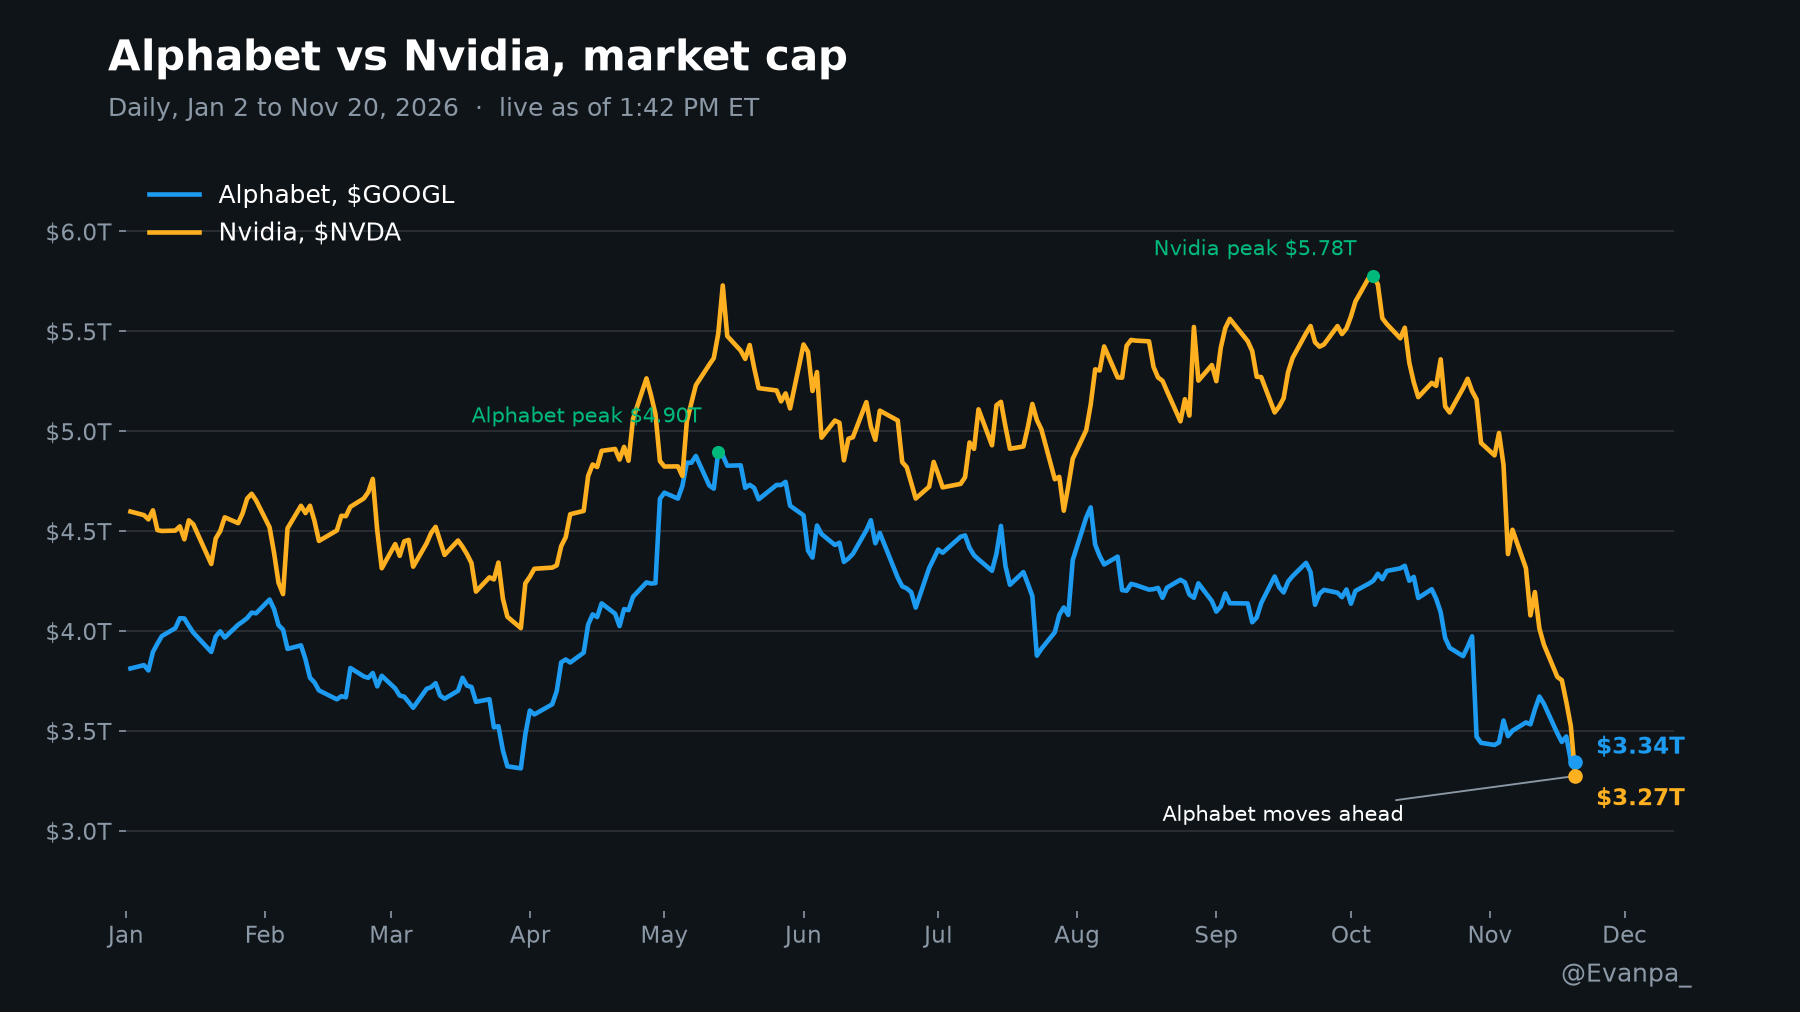 Alphabet vs Nvidia, market cap
Daily, Jan 2 to Nov 20, 2026 · live as of 1:42 PM ET
Alphabet, $GOOGL
Nvidia, $NVDA
$6.0T
Nvidia peak $5.78T
$5.5T
Alphabet peak $4.90T
$5.0T
$4.5T
$4.0T
$3.5T
$3.34T
$3.27T
Alphabet moves ahead
$3.0T
Jan Feb Mar Apr May Jun Jul Aug Sep Oct Nov Dec
@Evanpa_